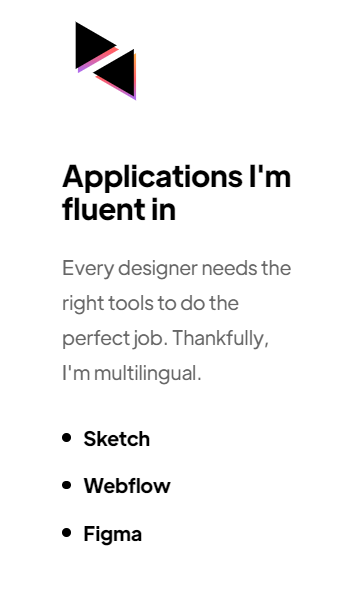 Applications I'm
fluent in
Every designer needs the
right tools to do the
perfect job. Thankfully,
I'm multilingual.
Sketch
Webflow
Figma